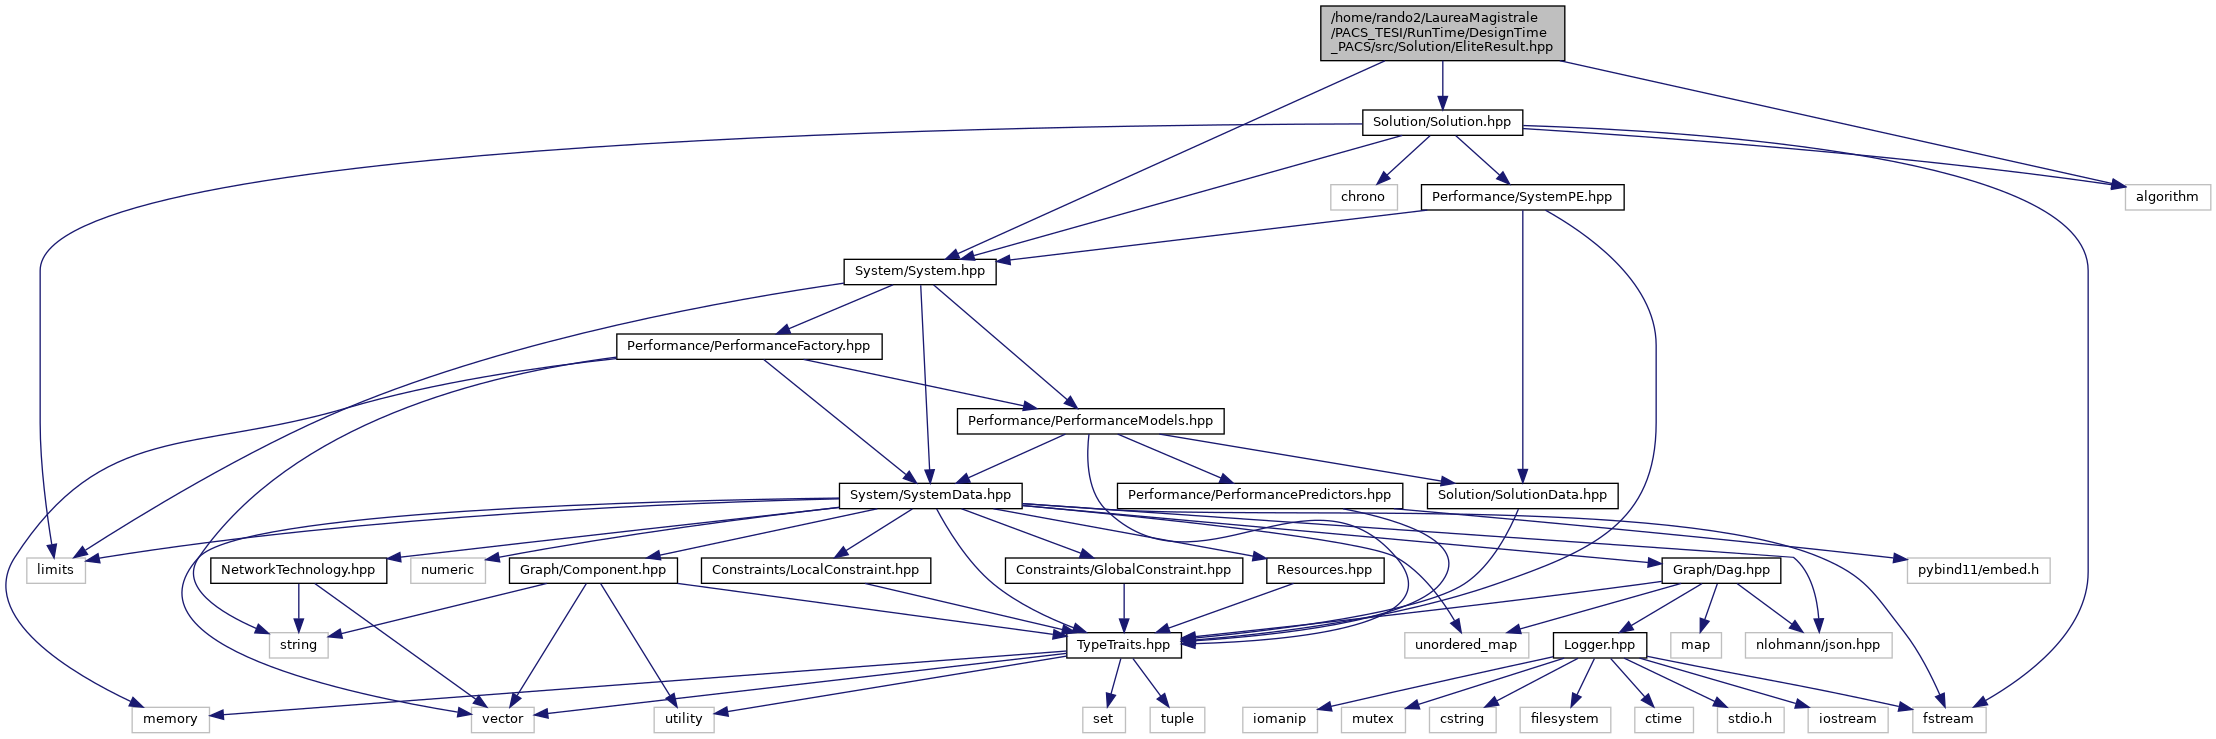 /home/rando2/LaureaMagistrale
/PACS_TESI/RunTime/DesignTime
_PACS/src/Solution/EliteResult.hpp
Solution/Solution.hpp
chrono
Performance/SystemPE.hpp
algorithm
System/System.hpp
Performance/PerformanceFactory.hpp
Performance/PerformanceModels.hpp
System/SystemData.hpp
Performance/PerformancePredictors.hpp
Solution/SolutionData.hpp
limits
NetworkTechnology.hpp
numeric
Graph/Component.hpp
Constraints/LocalConstraint.hpp
Constraints/GlobalConstraint.hpp
Resources.hpp
Graph/Dag.hpp
pybind11/embed.h
string
TypeTraits.hpp
unordered_map
Logger.hpp
map
nlohmann/json.hpp
memory
vector
utility
set
tuple
iomanip
mutex
cstring
filesystem
ctime
stdio.h
iostream
fstream